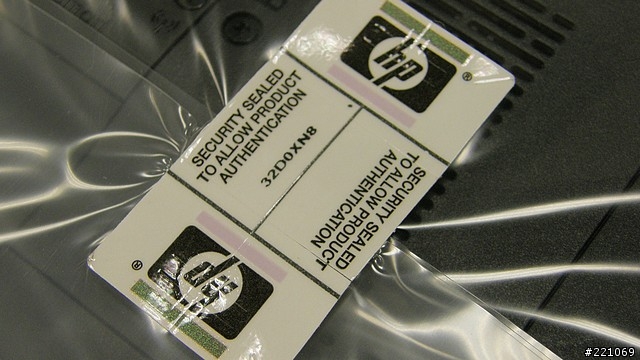 hp
®
SECURITY SEALED
TO ALLOW PRODUCT
AUTHENTICATION
32D0XN8
SECURITY SEALED
TO ALLOW PRODUCT
AUTHENTICATION
hp
®
#221069